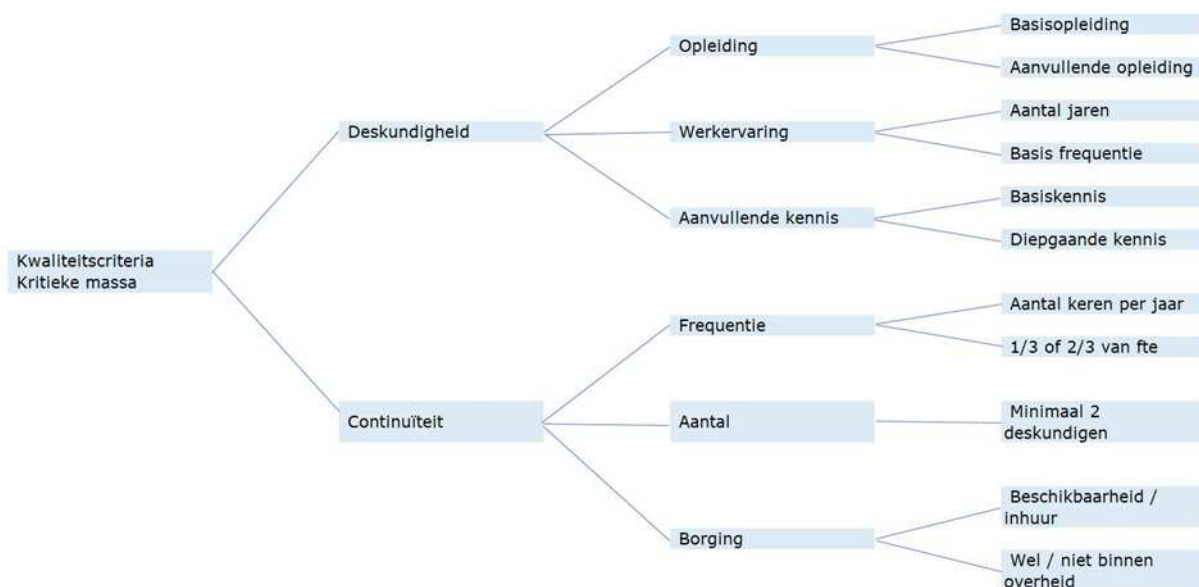 Kwaliteitscriteria
Kritieke massa
Deskundigheid
Opleiding
Basisopleiding
Aanvullende opleiding
Werkervaring
Aantal jaren
Basis frequentie
Aanvullende kennis
Basiskennis
Diepgaande kennis
Continuïteit
Frequentie
Aantal keren per jaar
1/3 of 2/3 van fte
Aantal
Minimaal 2
deskundigen
Borging
Beschikbaarheid /
inhuur
Wel / niet binnen
overheid